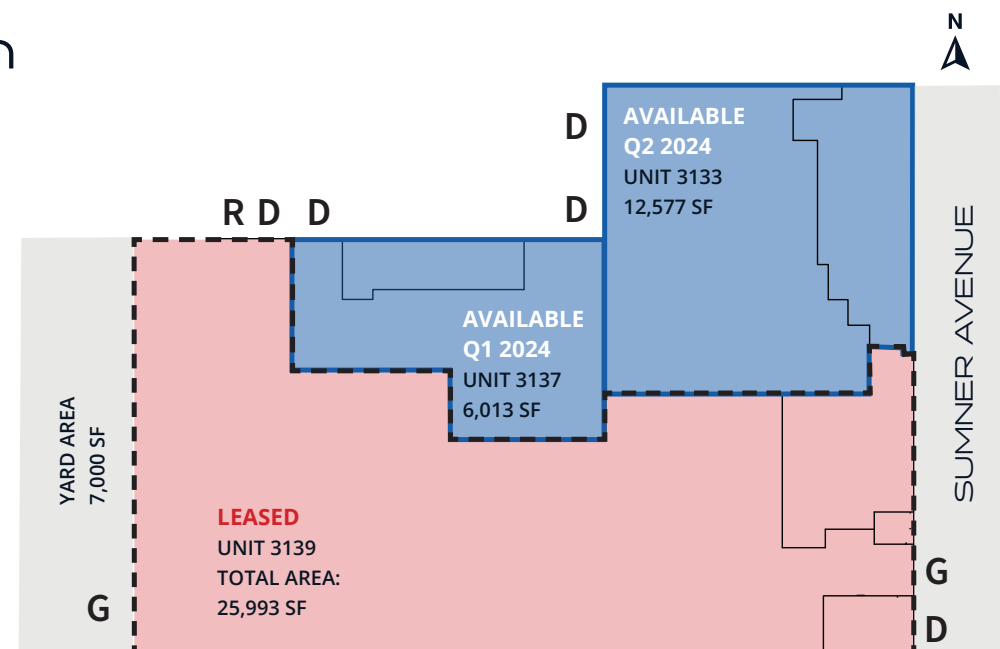 N
D
AVAILABLE
Q2 2024
UNIT 3133
12,577 SF
D
R D D
AVAILABLE
Q1 2024
UNIT 3137
6,013 SF
SUMNER AVENUE
YARD AREA
7,000 SF
LEASED
UNIT 3139
TOTAL AREA:
25,993 SF
G
G
D